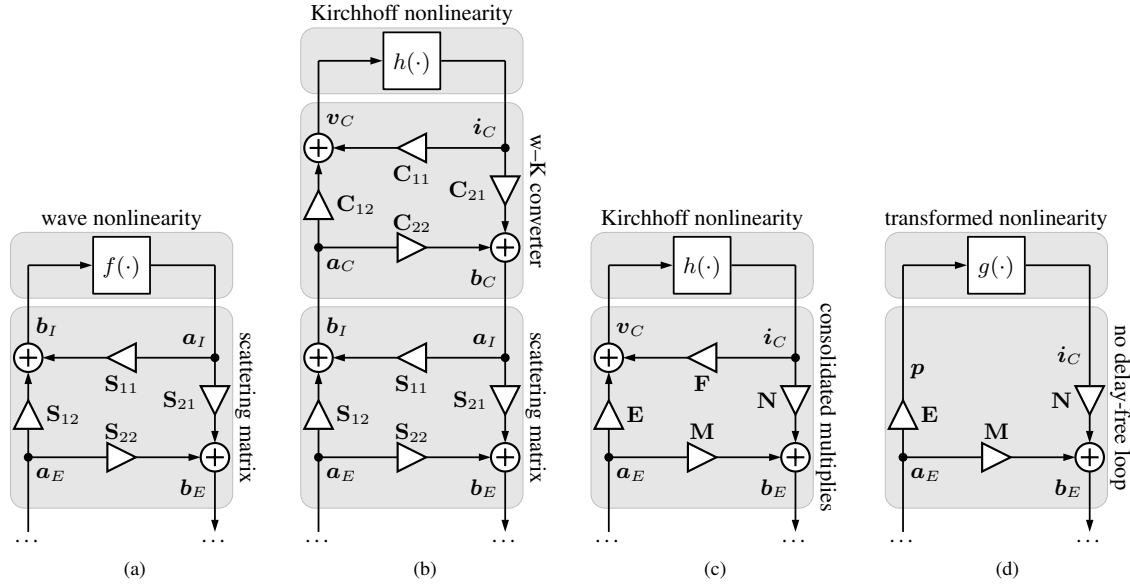 Kirchhoff nonlinearity
h(·)
v_C
i_C
C_11
C_21
C_12
C_22
a_C
b_C
w–K converter
b_I
a_I
S_11
S_12
S_21
S_22
a_E
b_E
scattering matrix
... ...
(b)
wave nonlinearity
f(·)
b_I
a_I
S_11
S_12
S_21
S_22
a_E
b_E
scattering matrix
... ...
(a)
Kirchhoff nonlinearity
h(·)
v_C
i_C
F
E
N
M
a_E
b_E
consolidated multiplies
... ...
(c)
transformed nonlinearity
g(·)
p
i_C
E
N
M
a_E
b_E
no delay-free loop
... ...
(d)